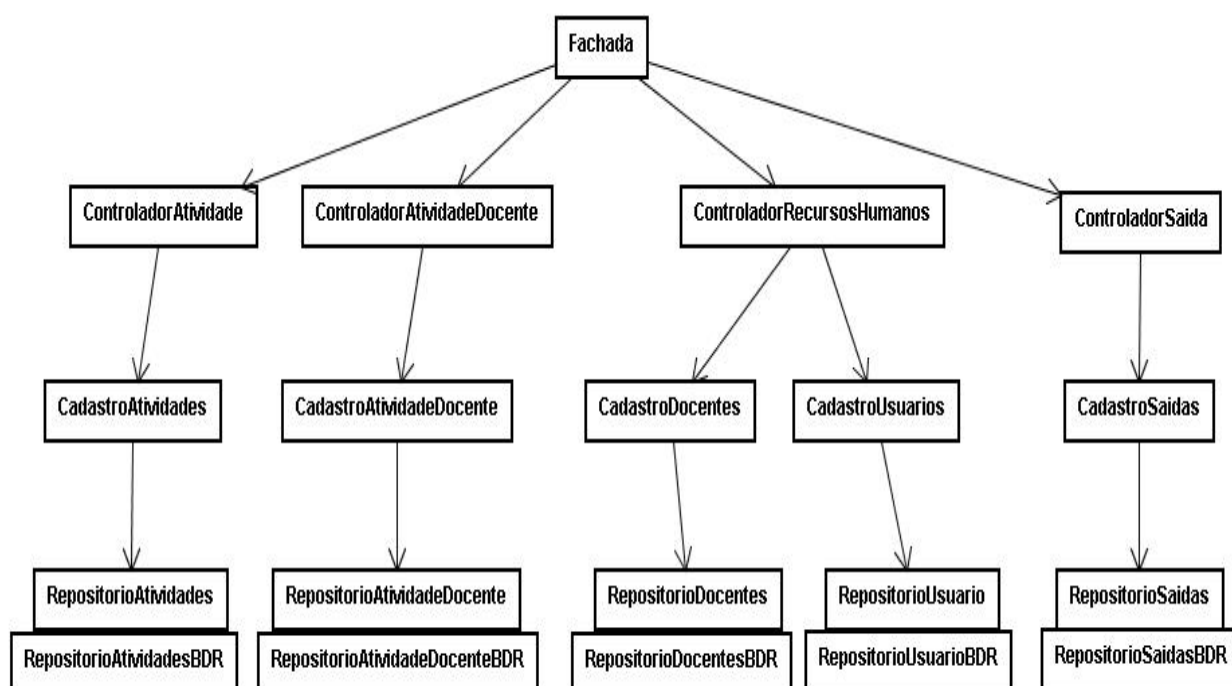 Fachada
ControladorAtividade
ControladorAtividadeDocente
ControladorRecursosHumanos
ControladorSaida
CadastroAtividades
CadastroAtividadeDocente
CadastroDocentes
CadastroUsuarios
CadastroSaidas
RepositorioAtividades
RepositorioAtividadeDocente
RepositorioDocentes
RepositorioUsuario
RepositorioSaidas
RepositorioAtividadesBDR
RepositorioAtividadeDocenteBDR
RepositorioDocentesBDR
RepositorioUsuarioBDR
RepositorioSaidasBDR